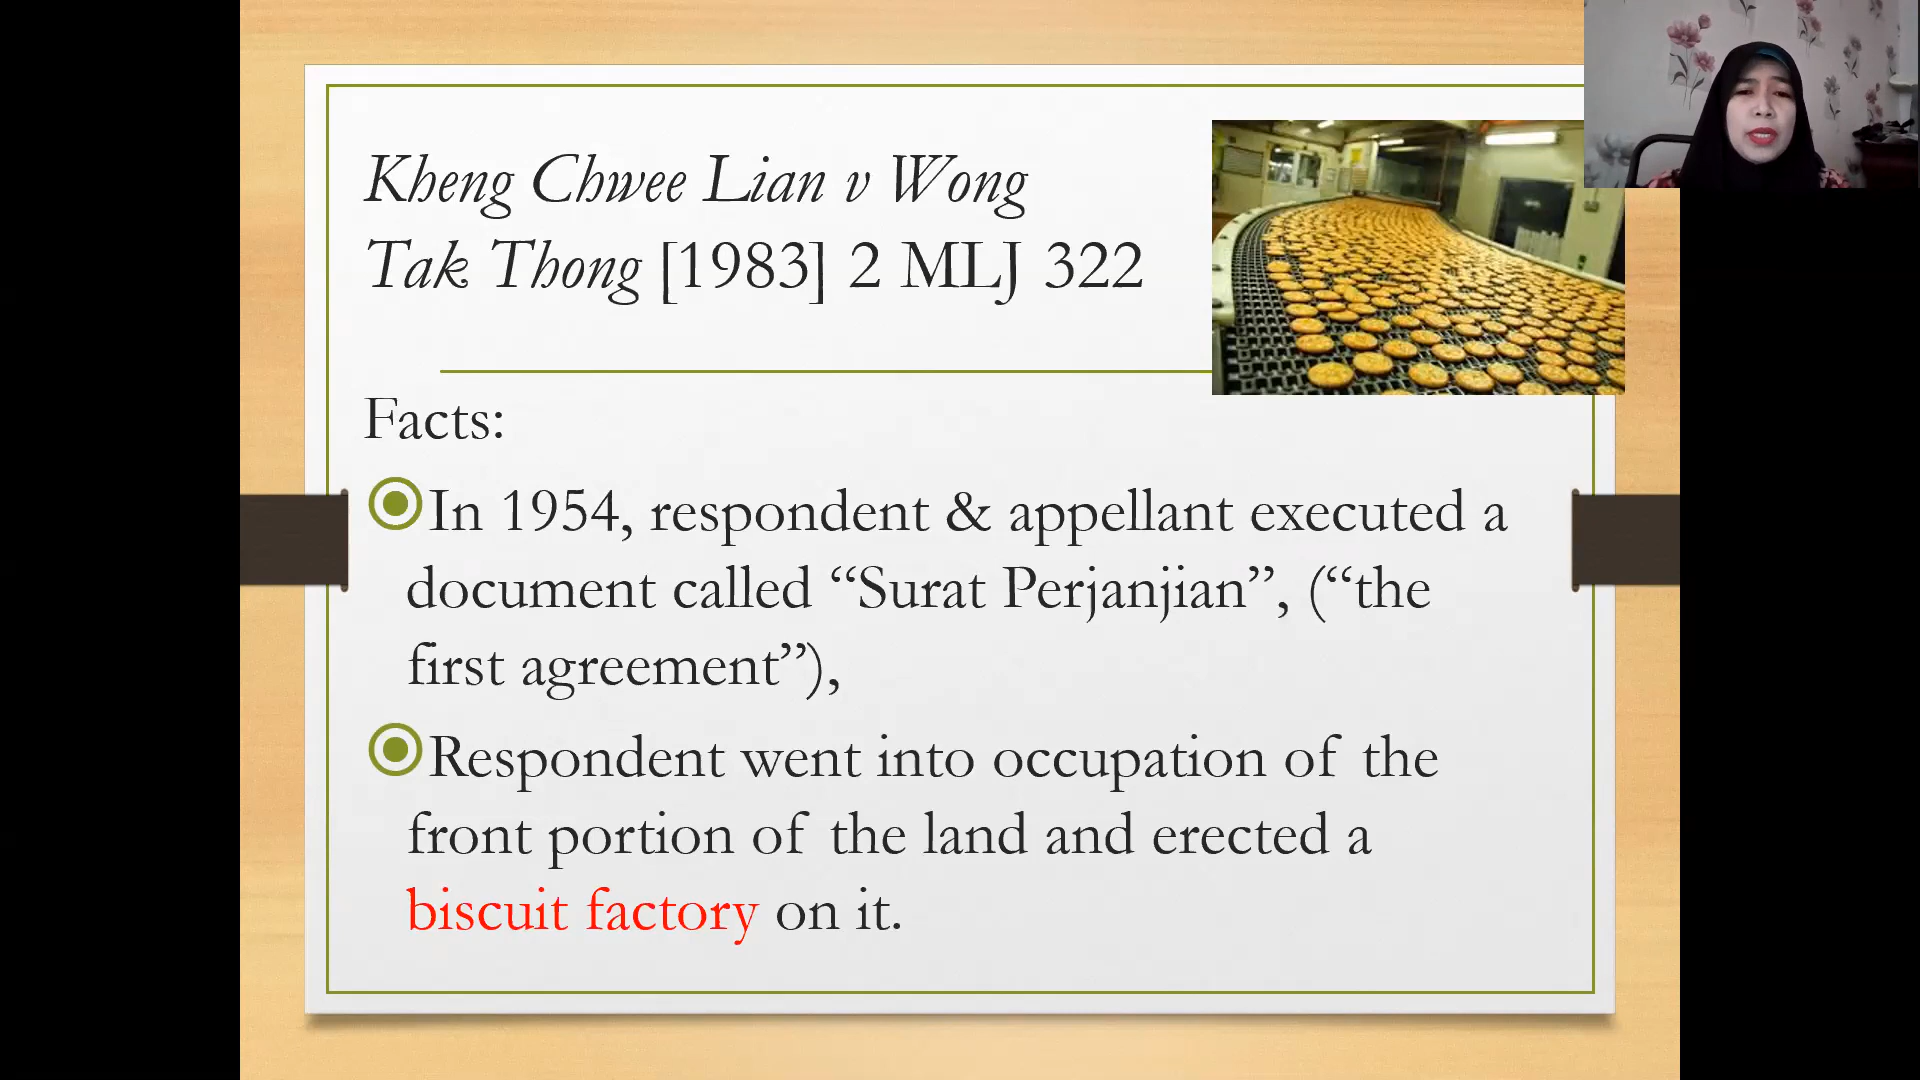 Kheng Chwee Lian v Wong
Tak Thong [1983] 2 MLJ 322
Facts:
In 1954, respondent & appellant executed a
document called “Surat Perjanjian”, (“the
first agreement”),
Respondent went into occupation of the
front portion of the land and erected a
biscuit factory on it.